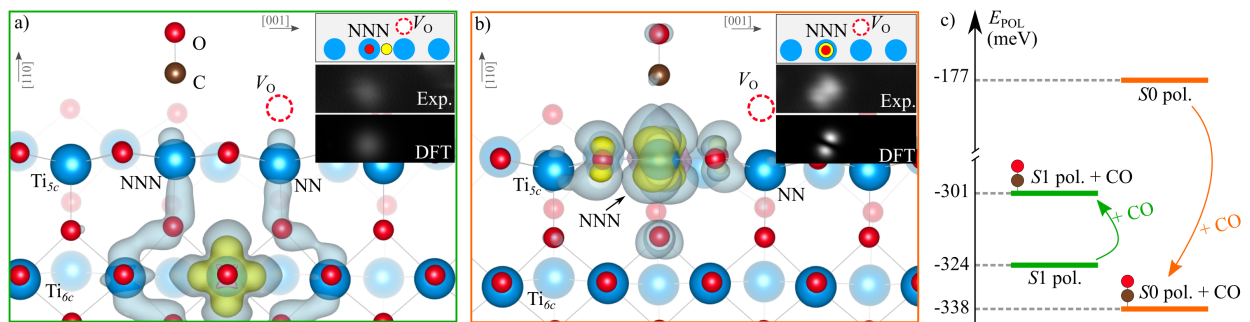 a)
[001]
[110]
O
C
V_O
NNN
V_O
Exp.
DFT
Ti5c
NNN
NN
Ti6c
b)
[001]
[110]
V_O
NNN
V_O
Exp.
DFT
Ti5c
NN
NNN
Ti6c
c)
E_POL
(meV)
-177
S0 pol.
S1 pol. + CO
-301
+ CO
+ CO
-324
S1 pol.
S0 pol. + CO
-338